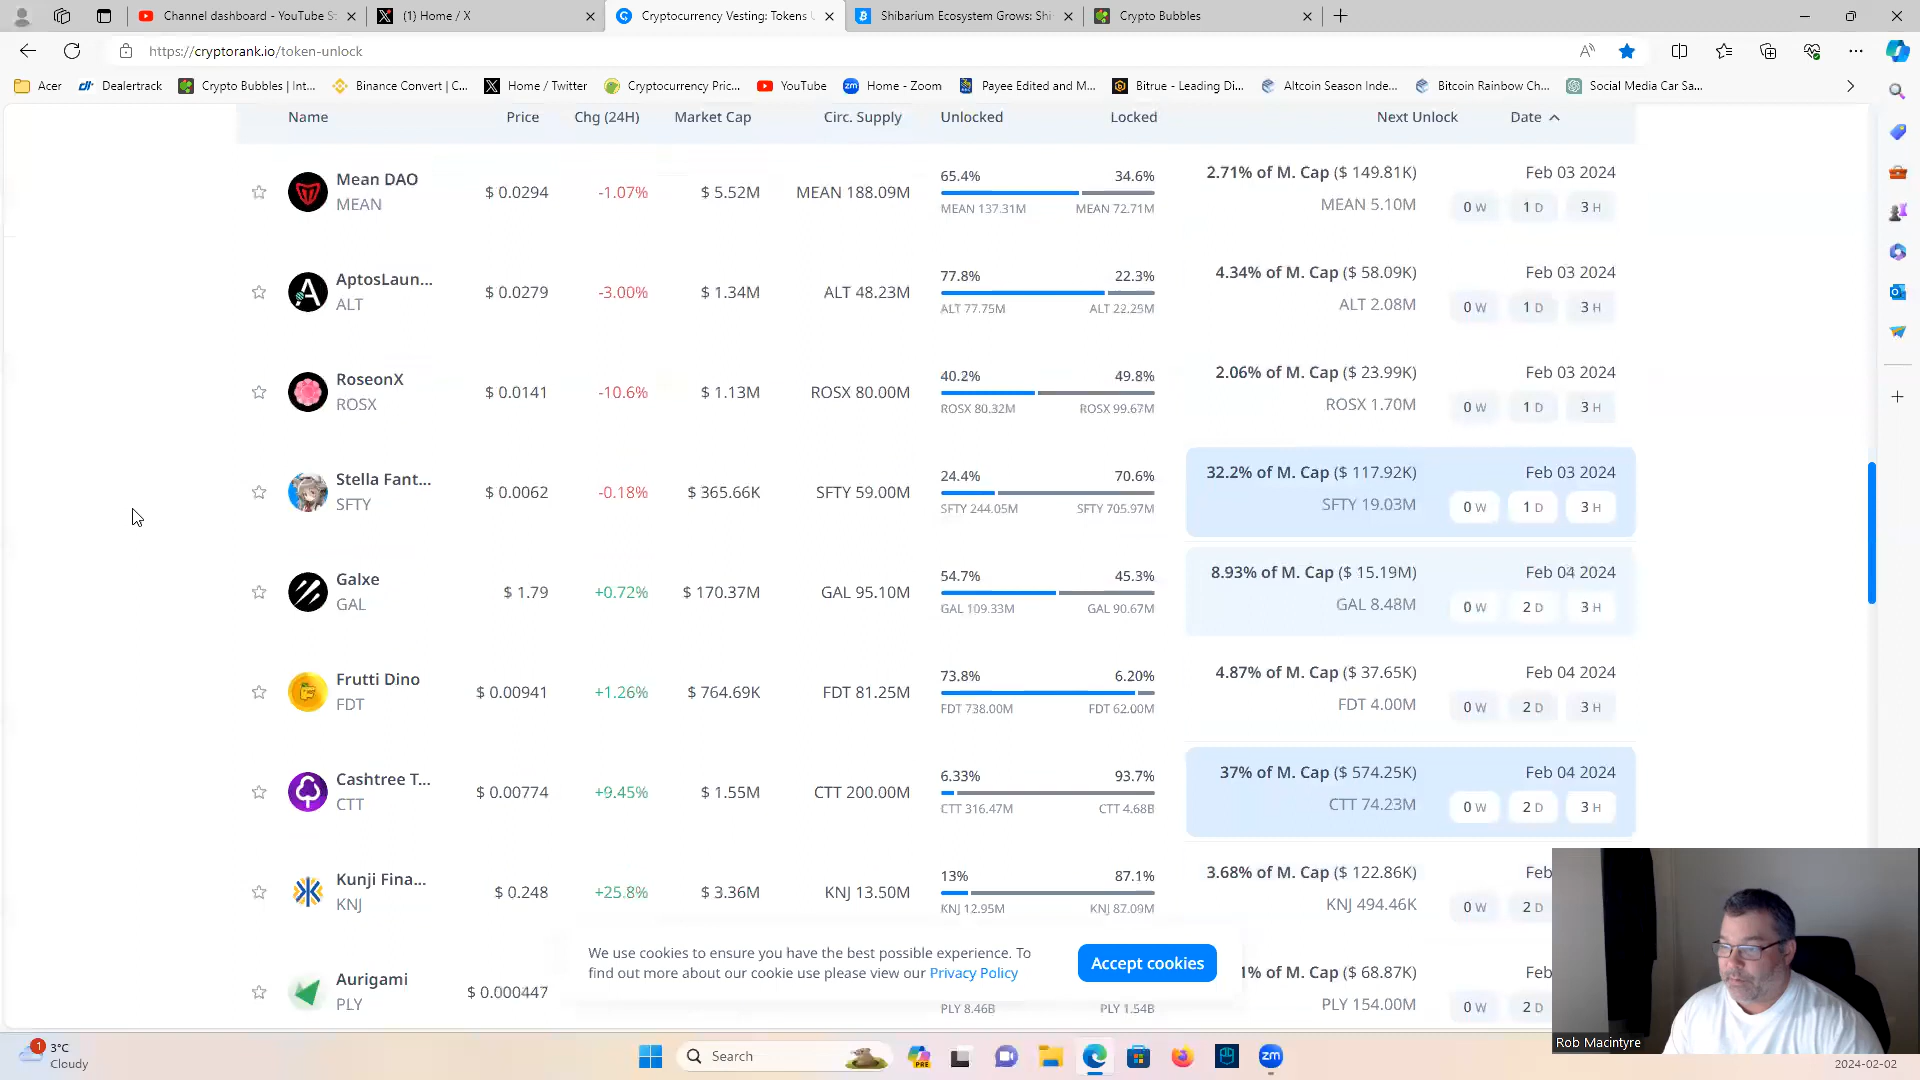 Channel dashboard - YouTube S
(1) Home / X
Cryptocurrency Vesting: Tokens U
Shibarium Ecosystem Grows: Shi
Crypto Bubbles
https://cryptorank.io/token-unlock
Acer
Dealertrack
Crypto Bubbles | Int...
Binance Convert | C...
Home / Twitter
Cryptocurrency Pric...
YouTube
Home - Zoom
Payee Edited and M...
Bitrue - Leading Di...
Altcoin Season Inde...
Bitcoin Rainbow Ch...
Social Media Car Sa...
Name Price Chg (24H) Market Cap Circ. Supply Unlocked Locked Next Unlock Date
Mean DAO
MEAN
$ 0.0294 -1.07% $ 5.52M MEAN 188.09M
65.4% 34.6%
MEAN 137.31M MEAN 72.71M
2.71% of M. Cap ($ 149.81K) Feb 03 2024
MEAN 5.10M 0 W 1 D 3 H
AptosLaun...
ALT
$ 0.0279 -3.00% $ 1.34M ALT 48.23M
77.8% 22.3%
ALT 77.75M ALT 22.25M
4.34% of M. Cap ($ 58.09K) Feb 03 2024
ALT 2.08M 0 W 1 D 3 H
RoseonX
ROSX
$ 0.0141 -10.6% $ 1.13M ROSX 80.00M
40.2% 49.8%
ROSX 80.32M ROSX 99.67M
2.06% of M. Cap ($ 23.99K) Feb 03 2024
ROSX 1.70M 0 W 1 D 3 H
Stella Fant...
SFTY
$ 0.0062 -0.18% $ 365.66K SFTY 59.00M
24.4% 70.6%
SFTY 244.05M SFTY 705.97M
32.2% of M. Cap ($ 117.92K) Feb 03 2024
SFTY 19.03M 0 W 1 D 3 H
Galxe
GAL
$ 1.79 +0.72% $ 170.37M GAL 95.10M
54.7% 45.3%
GAL 109.33M GAL 90.67M
8.93% of M. Cap ($ 15.19M) Feb 04 2024
GAL 8.48M 0 W 2 D 3 H
Frutti Dino
FDT
$ 0.00941 +1.26% $ 764.69K FDT 81.25M
73.8% 6.20%
FDT 738.00M FDT 62.00M
4.87% of M. Cap ($ 37.65K) Feb 04 2024
FDT 4.00M 0 W 2 D 3 H
Cashtree T...
CTT
$ 0.00774 +9.45% $ 1.55M CTT 200.00M
6.33% 93.7%
CTT 316.47M CTT 4.68B
37% of M. Cap ($ 574.25K) Feb 04 2024
CTT 74.23M 0 W 2 D 3 H
Kunji Fina...
KNJ
$ 0.248 +25.8% $ 3.36M KNJ 13.50M
13% 87.1%
KNJ 12.95M KNJ 87.09M
3.68% of M. Cap ($ 122.86K) Feb
KNJ 494.46K 0 W 2 D
Aurigami
PLY
$ 0.000447
PLY 8.46B PLY 1.54B
1% of M. Cap ($ 68.87K) Feb
PLY 154.00M 0 W 2 D
We use cookies to ensure you have the best possible experience. To
find out more about our cookie use please view our Privacy Policy
Accept cookies
Rob Macintyre
1
3°C
Cloudy
Search
PRE
zm
2024-02-02